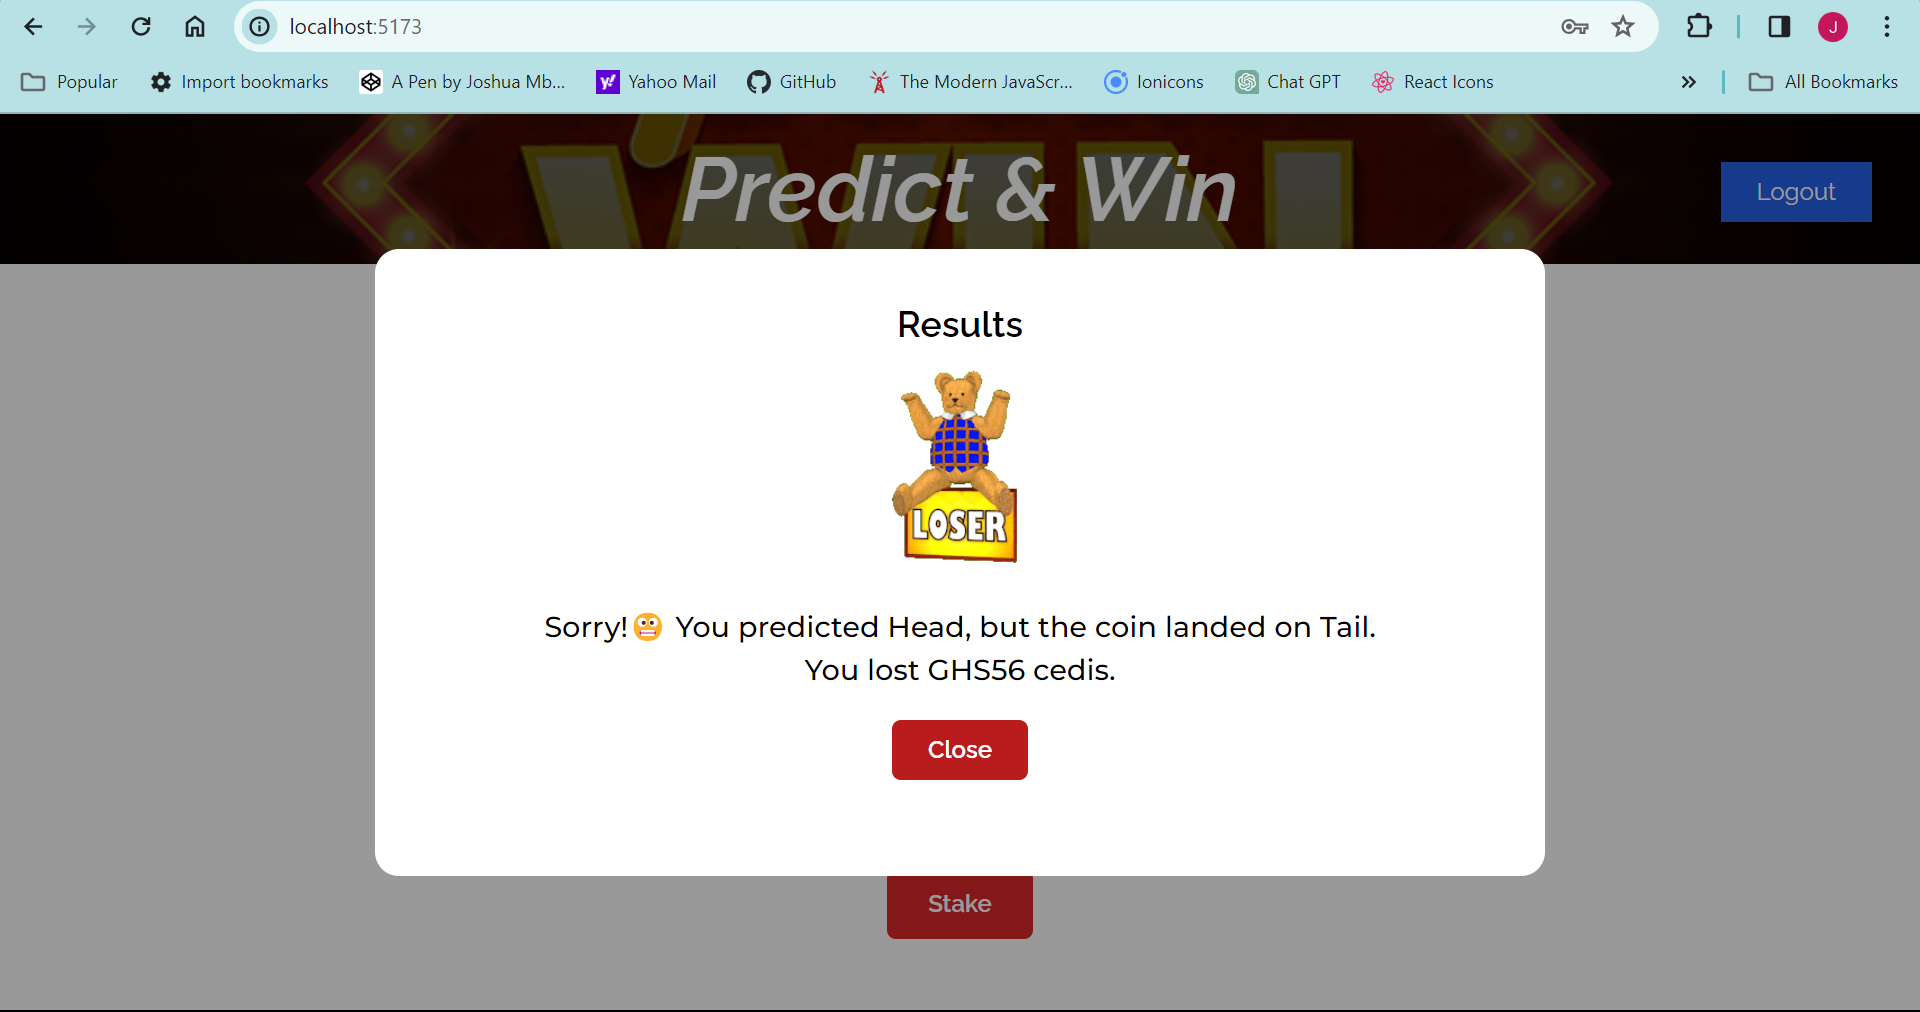 localhost:5173
J
Popular
Import bookmarks
A Pen by Joshua Mb...
Yahoo Mail
GitHub
The Modern JavaScr...
Ionicons
Chat GPT
React Icons
All Bookmarks
WIN
Predict & Win
Logout
Results
LOSER
Sorry!😬 You predicted Head, but the coin landed on Tail.
You lost GHS56 cedis.
Close
Stake